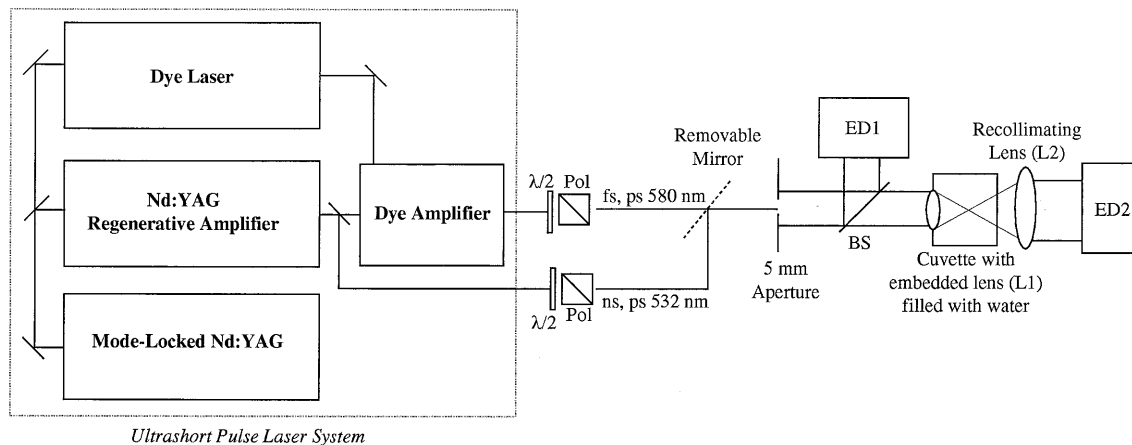 Dye Laser
Nd:YAG
Regenerative Amplifier
Mode-Locked Nd:YAG
Dye Amplifier
Ultrashort Pulse Laser System
λ/2
Pol
fs, ps 580 nm
λ/2
Pol
ns, ps 532 nm
Removable
Mirror
5 mm
Aperture
ED1
BS
Cuvette with
embedded lens (L1)
filled with water
Recollimating
Lens (L2)
ED2